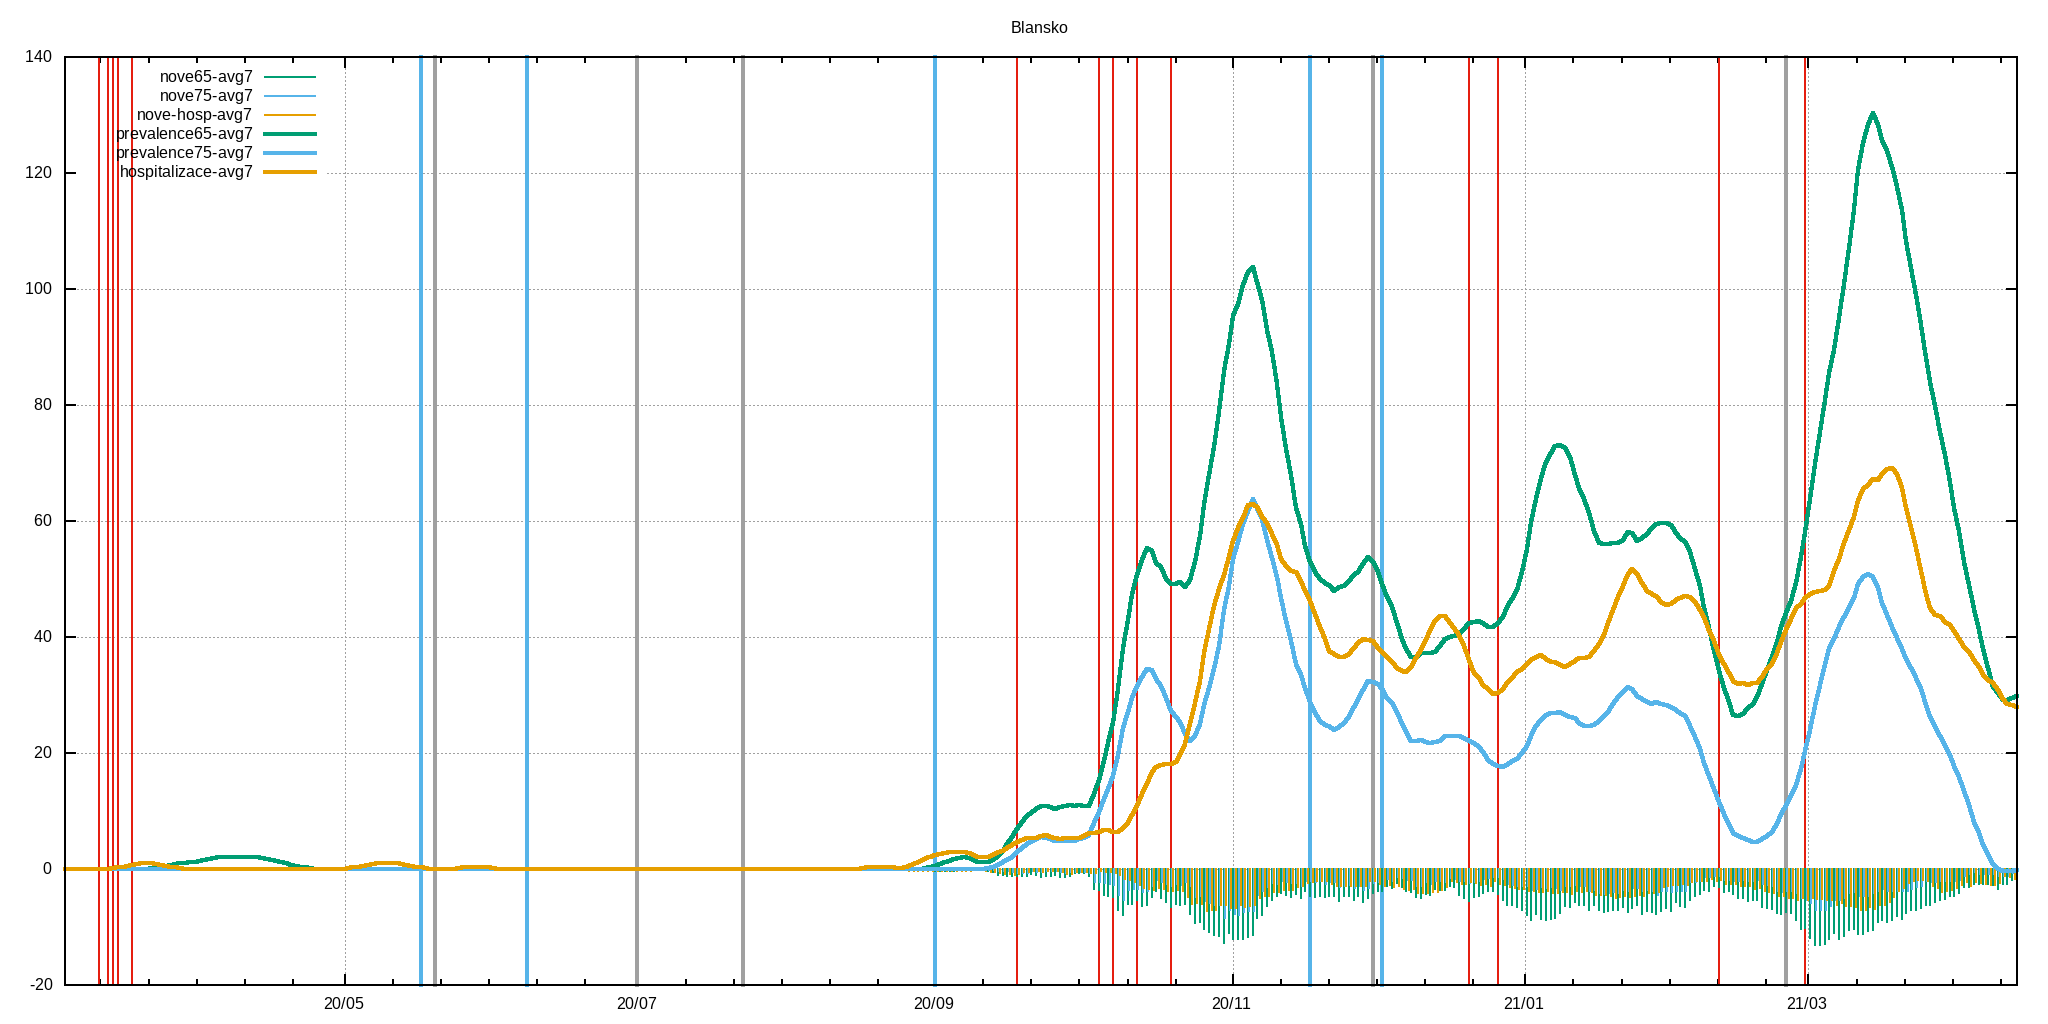 Blansko
140
120
100
80
60
40
20
0
-20
nove65-avg7
nove75-avg7
nove-hosp-avg7
prevalence65-avg7
prevalence75-avg7
hospitalizace-avg7
20/05 20/07 20/09 20/11 21/01 21/03